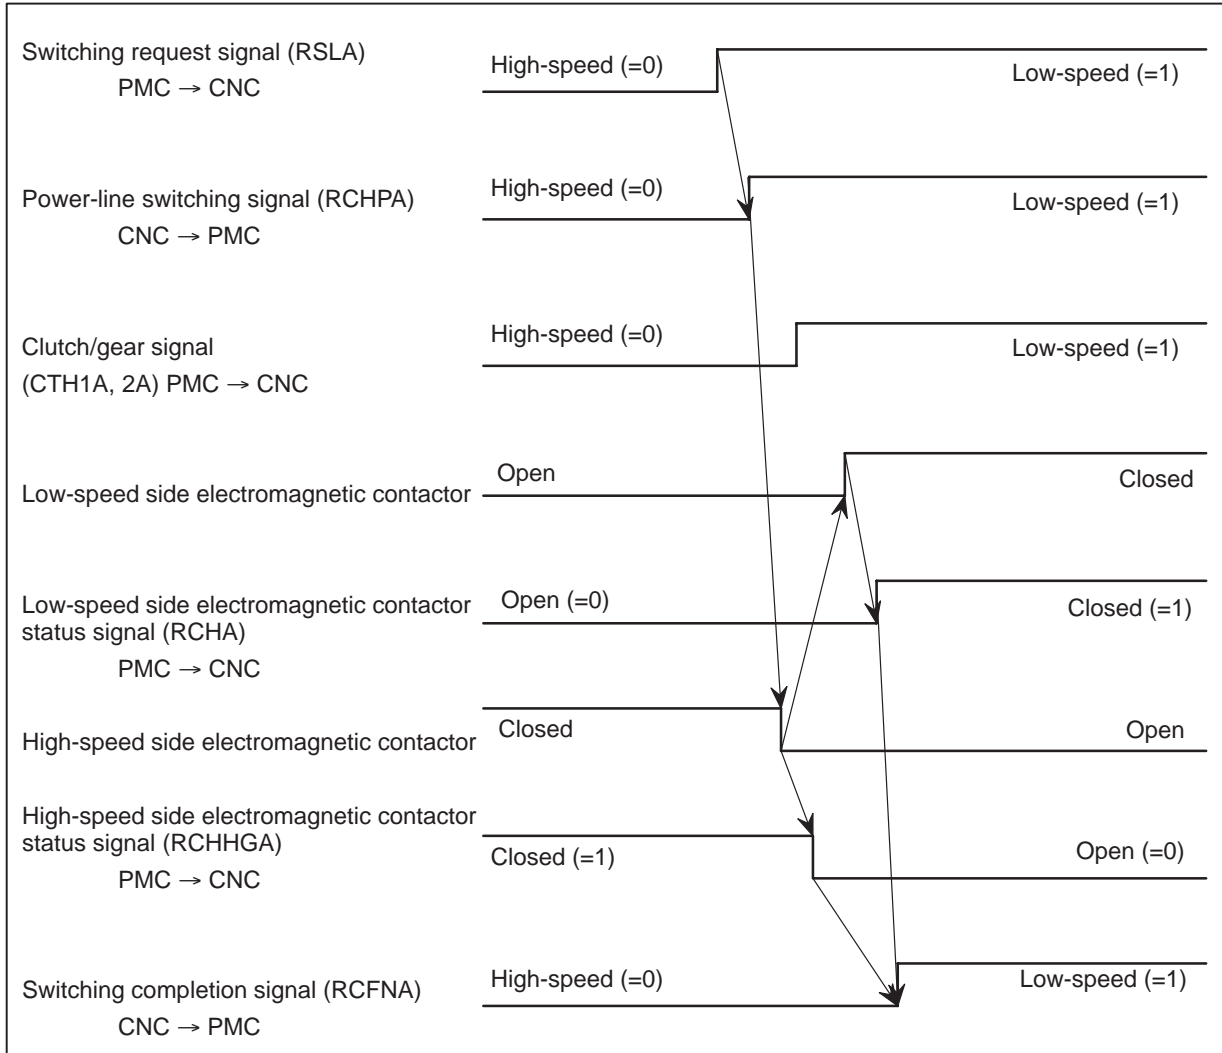 Switching request signal (RSLA)
PMC → CNC
High-speed (=0)
Low-speed (=1)
Power-line switching signal (RCHPA)
CNC → PMC
High-speed (=0)
Low-speed (=1)
Clutch/gear signal
(CTH1A, 2A) PMC → CNC
High-speed (=0)
Low-speed (=1)
Low-speed side electromagnetic contactor
Open
Closed
Low-speed side electromagnetic contactor
status signal (RCHA)
PMC → CNC
Open (=0)
Closed (=1)
High-speed side electromagnetic contactor
Closed
Open
High-speed side electromagnetic contactor
status signal (RCHHGA)
PMC → CNC
Closed (=1)
Open (=0)
Switching completion signal (RCFNA)
CNC → PMC
High-speed (=0)
Low-speed (=1)